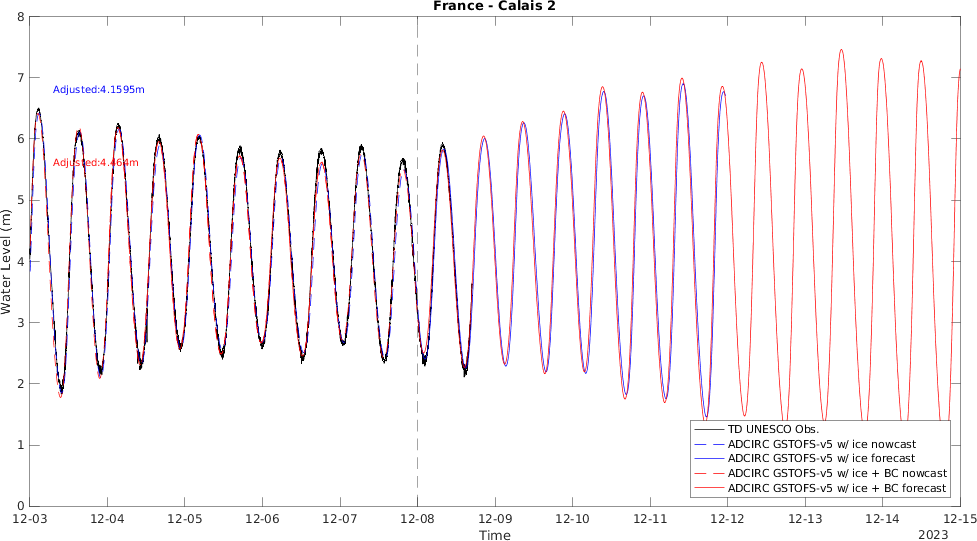 France - Calais 2
8
7
6
5
4
3
2
1
0
Adjusted:4.1595m
Adjusted:4.464m
Water Level (m)
TD UNESCO Obs.
ADCIRC GSTOFS-v5 w/ ice nowcast
ADCIRC GSTOFS-v5 w/ ice forecast
ADCIRC GSTOFS-v5 w/ ice + BC nowcast
ADCIRC GSTOFS-v5 w/ ice + BC forecast
12-03 12-04 12-05 12-06 12-07 12-08 12-09 12-10 12-11 12-12 12-13 12-14 12-15
Time
2023